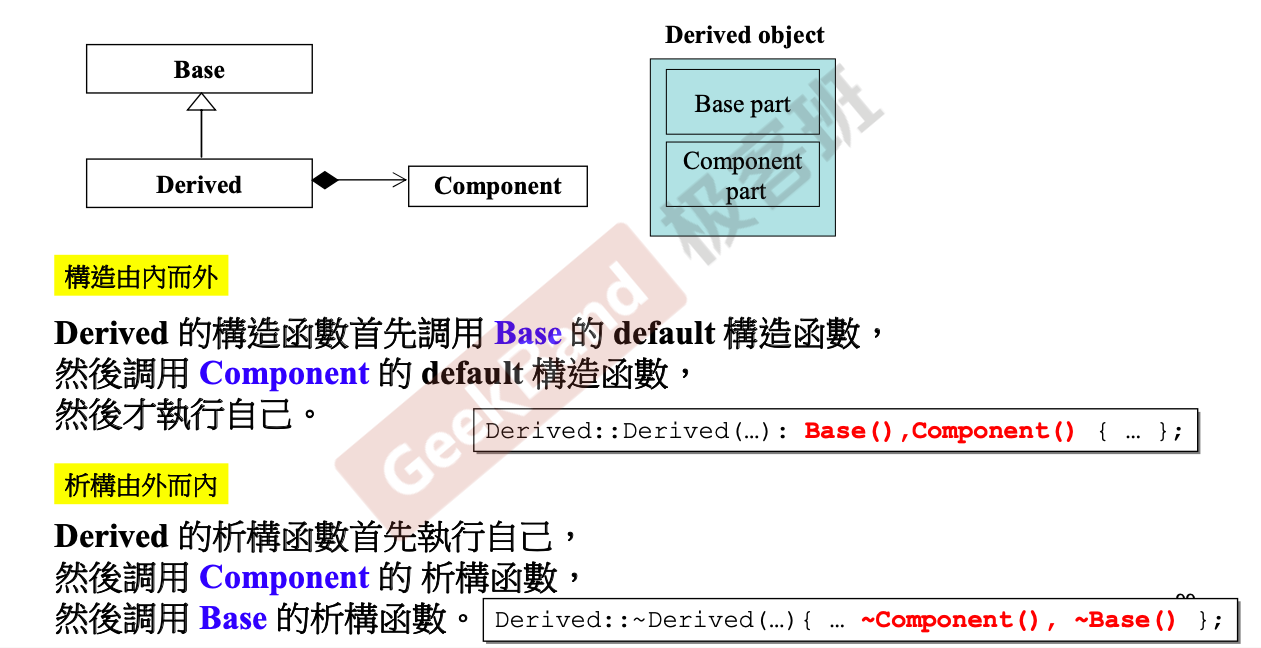 Derived object
Base
Base part
Derived
Component
Component
part
構造由內而外
Derived 的構造函數首先調用 Base 的 default 構造函數，
然後調用 Component 的 default 構造函數，
然後才執行自己。
Derived::Derived(…): Base(),Component() { … };
析構由外而內
Derived 的析構函數首先執行自己，
然後調用 Component 的 析構函數，
然後調用 Base 的析構函數。
Derived::~Derived(…){ … ~Component(), ~Base() };
GeekBand
极客班